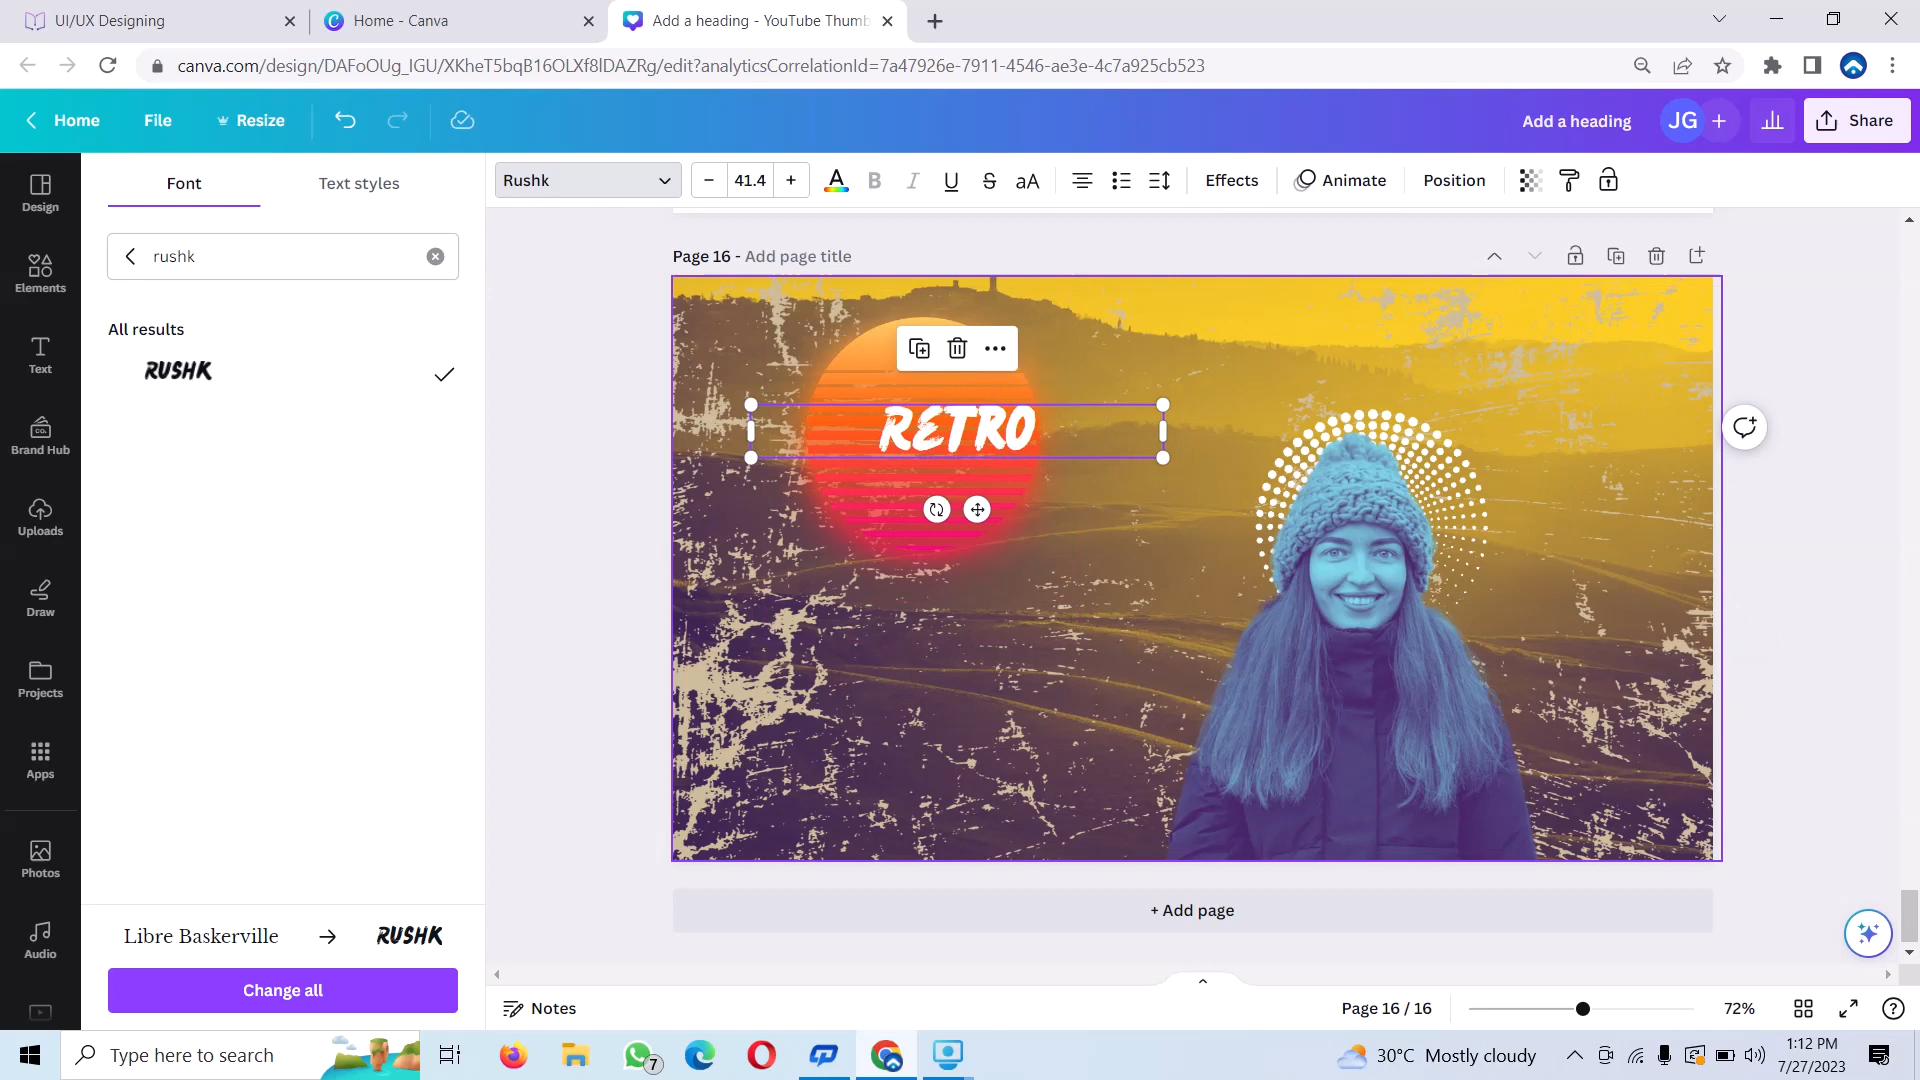 UI/UX Designing
Home - Canva
Add a heading - YouTube Thumb
canva.com/design/DAFoOUg_IGU/XKheT5bqB16OLXf8lDAZRg/edit?analyticsCorrelationId=7a47926e-7911-4546-ae3e-4c7a925cb523
Home
File
Resize
Add a heading
JG
Share
Design
Elements
Text
Brand Hub
Uploads
Draw
Projects
Apps
Photos
Audio
Font
Text styles
rushk
All results
RUSHK
Libre Baskerville
RUSHK
Change all
Rushk
41.4
A
B
I
U
S
aA
Effects
Animate
Position
Page 16 - Add page title
RETRO
+ Add page
Notes
Page 16 / 16
72%
Type here to search
7
30°C Mostly cloudy
1:12 PM
7/27/2023